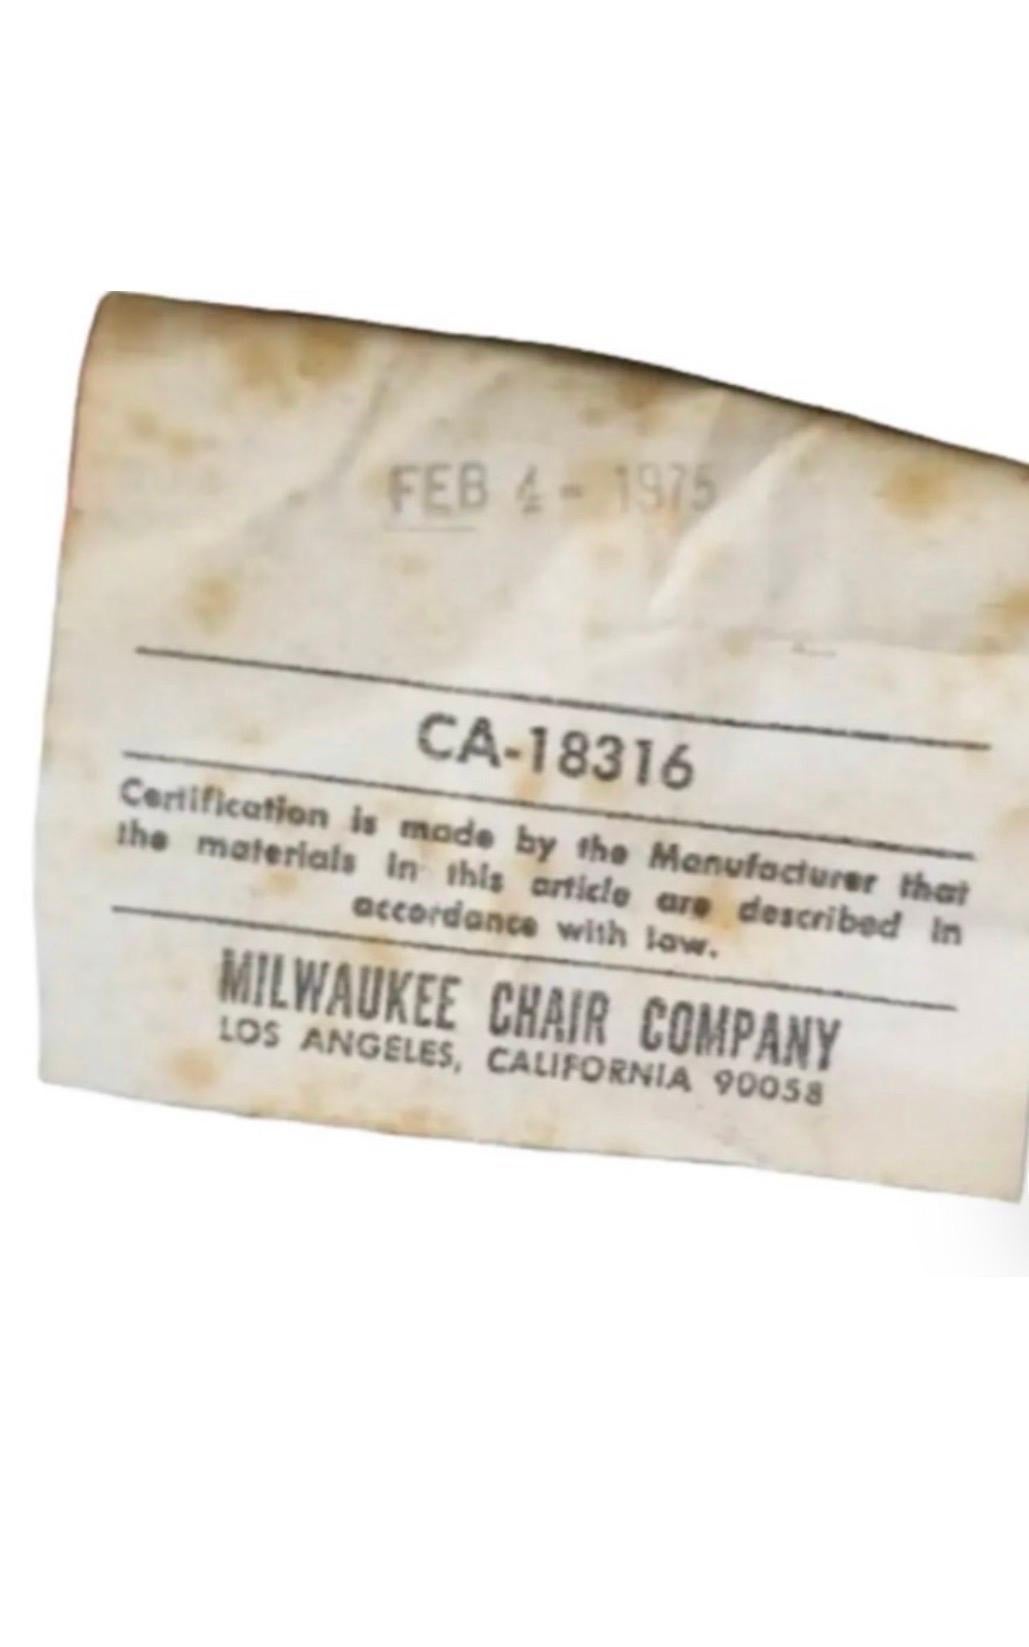 FEB 4 - 1975
CA-18316
Certification is made by the Manufacturer that
the materials in this article are described in
accordance with law.
MILWAUKEE CHAIR COMPANY
LOS ANGELES, CALIFORNIA 90058